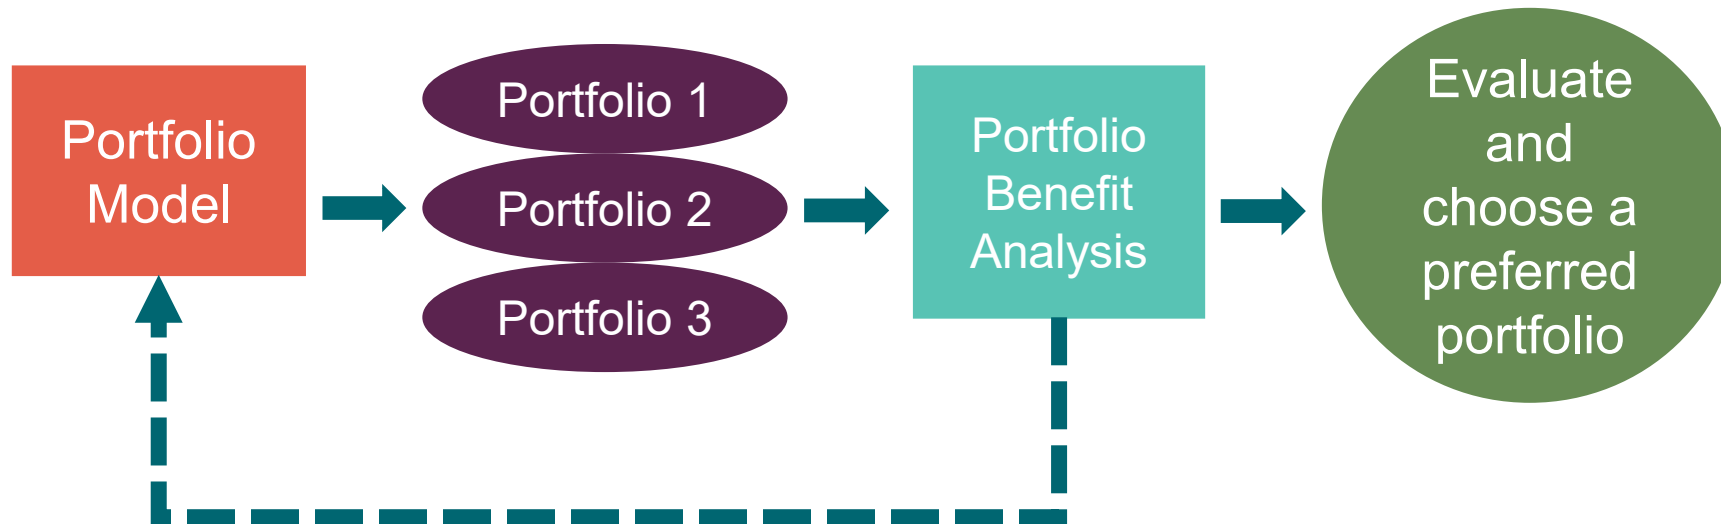 Portfolio
Model
Portfolio 1
Portfolio 2
Portfolio 3
Portfolio
Benefit
Analysis
Evaluate
and
choose a
preferred
portfolio